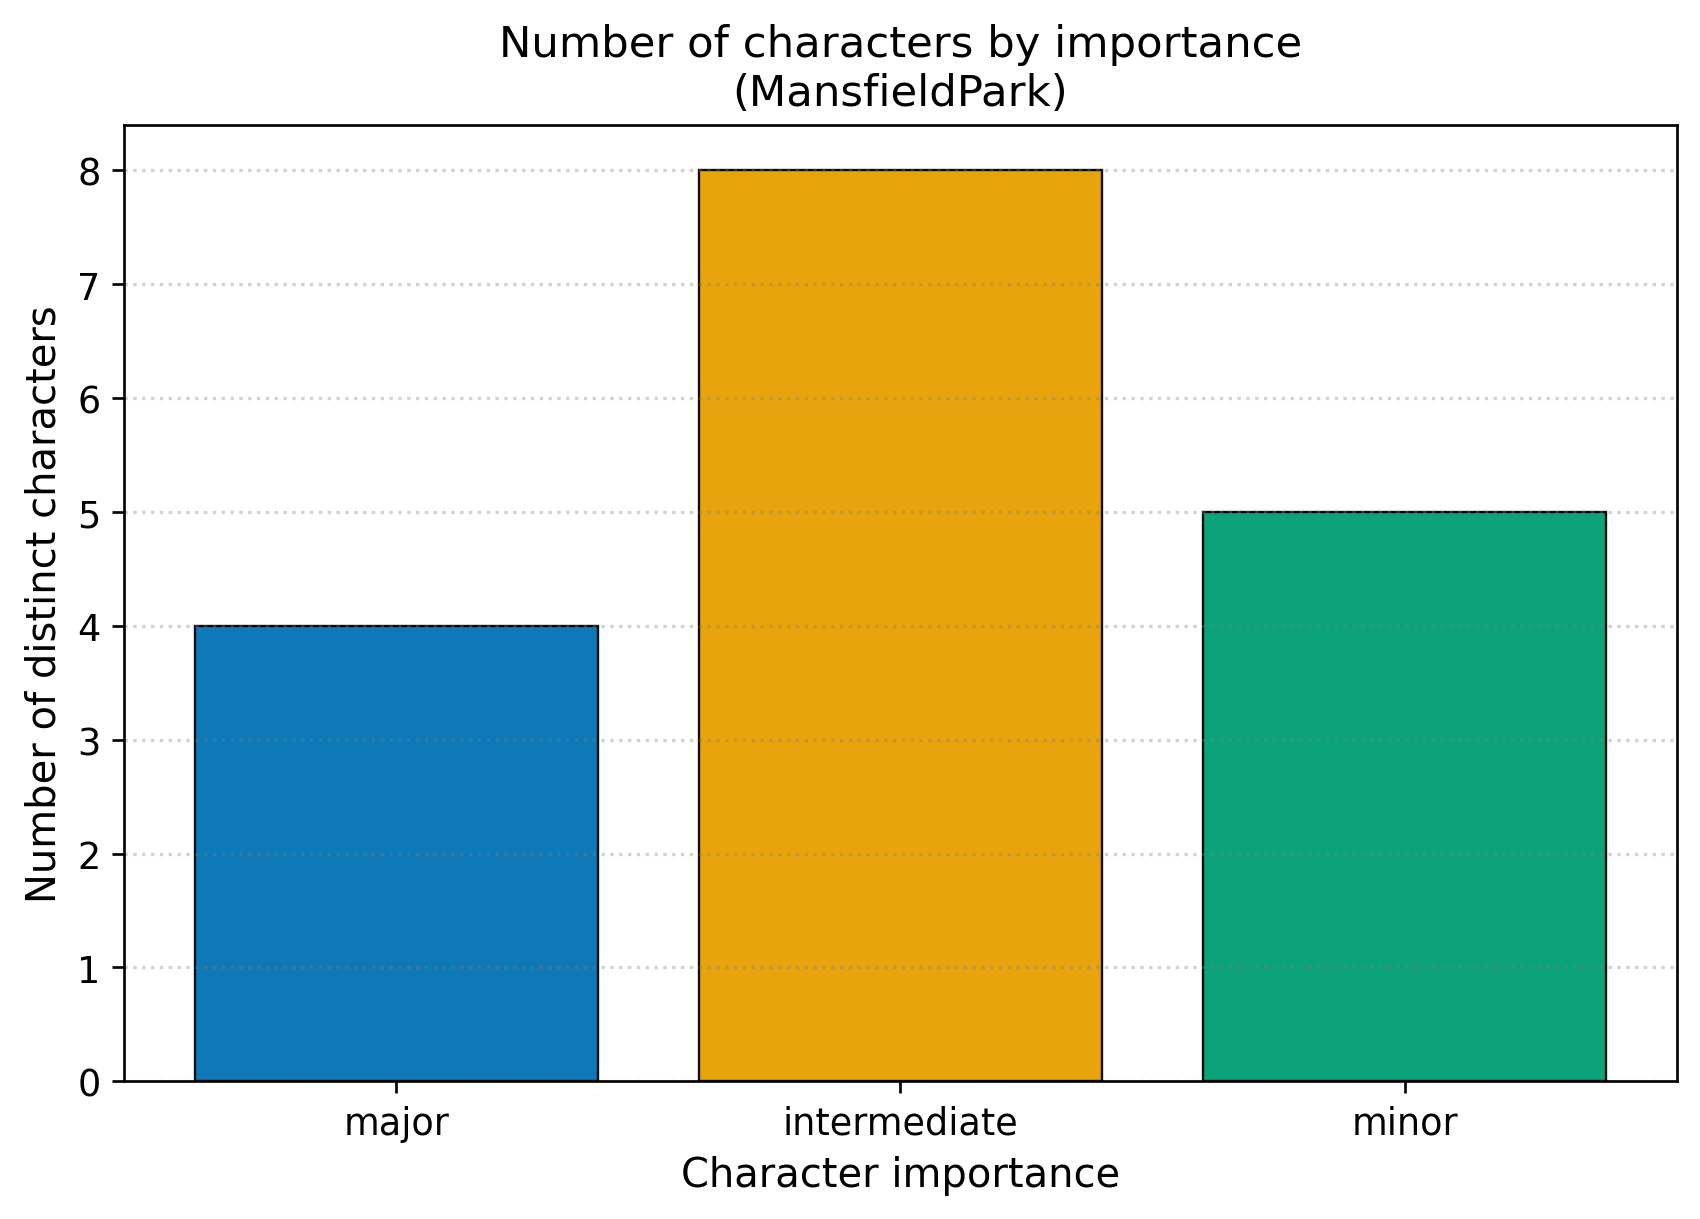 Number of characters by importance
(MansfieldPark)
Number of distinct characters
8
7
6
5
4
3
2
1
0
major intermediate minor
Character importance